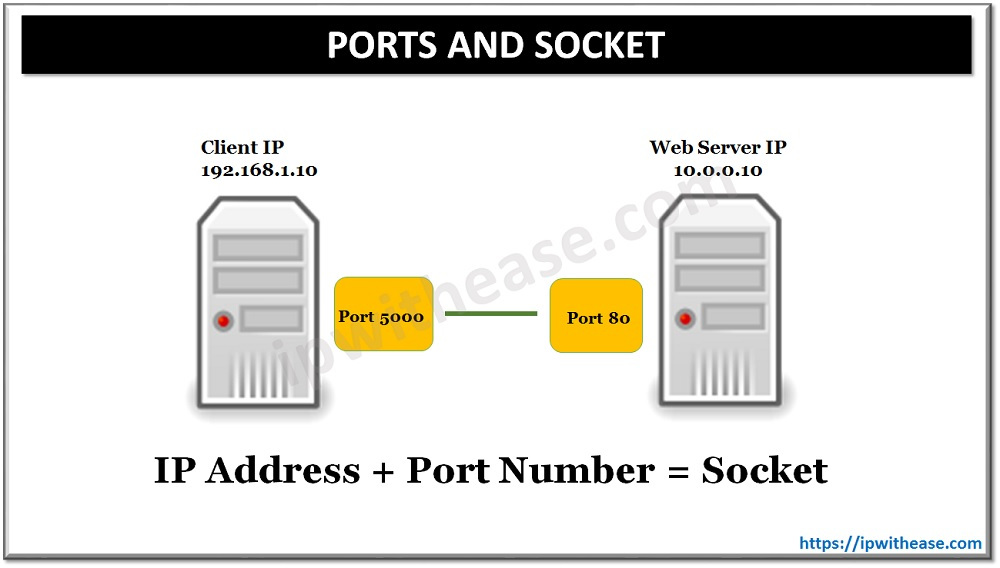 PORTS AND SOCKET
Client IP
192.168.1.10
Web Server IP
10.0.0.10
ipwithease.com
Port 5000
Port 80
IP Address + Port Number = Socket
https://ipwithease.com